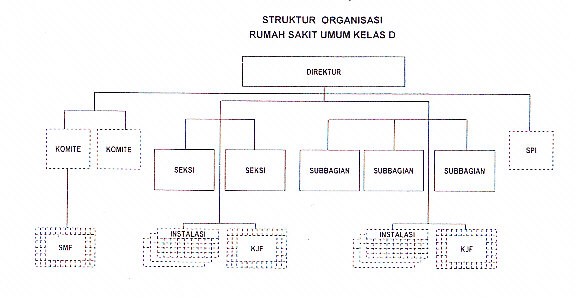 STRUKTUR ORGANISASI
RUMAH SAKIT UMUM KELAS D
DIREKTUR
KOMITE
KOMITE
SEKSI
SEKSI
SUBBAGIAN
SUBBAGIAN
SUBBAGIAN
SPI
SMF
INSTALASI
KJF
INSTALASI
KJF